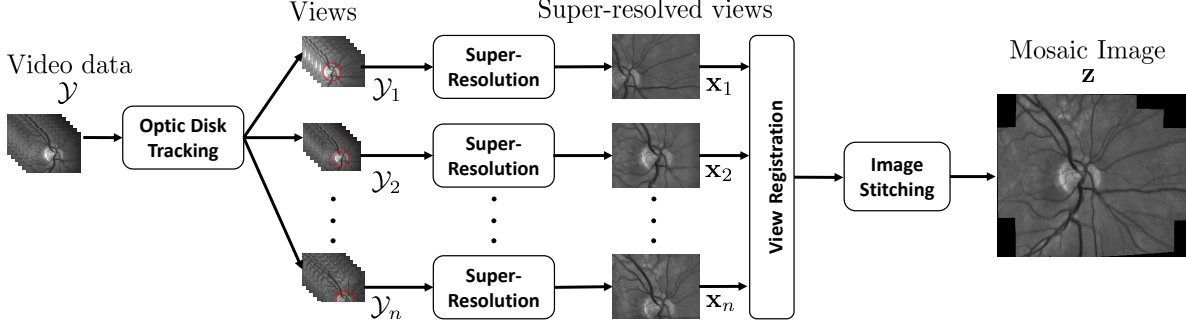 Video data
𝒴
Optic Disk
Tracking
Views
𝒴₁
𝒴₂
𝒴ₙ
Super-
Resolution
Super-
Resolution
Super-
Resolution
Super-resolved views
x₁
x₂
xₙ
View Registration
Image
Stitching
Mosaic Image
z